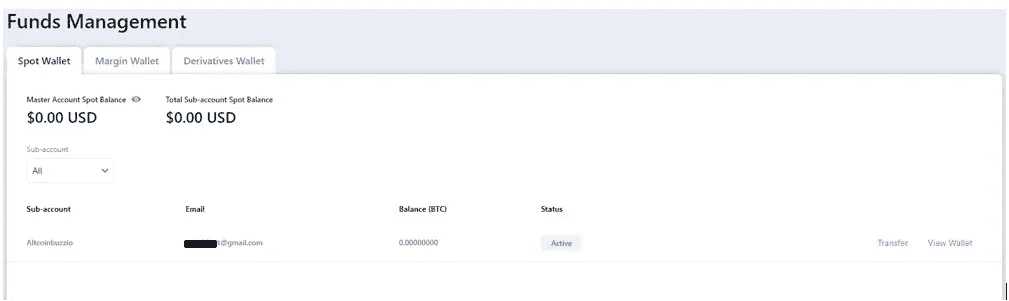 Funds Management
Spot Wallet Margin Wallet Derivatives Wallet
Master Account Spot Balance Total Sub-account Spot Balance
$0.00 USD $0.00 USD
Sub-account
All
Sub-account Email Balance (BTC) Status
Altcoinbuzzio t@gmail.com 0.00000000 Active Transfer View Wallet